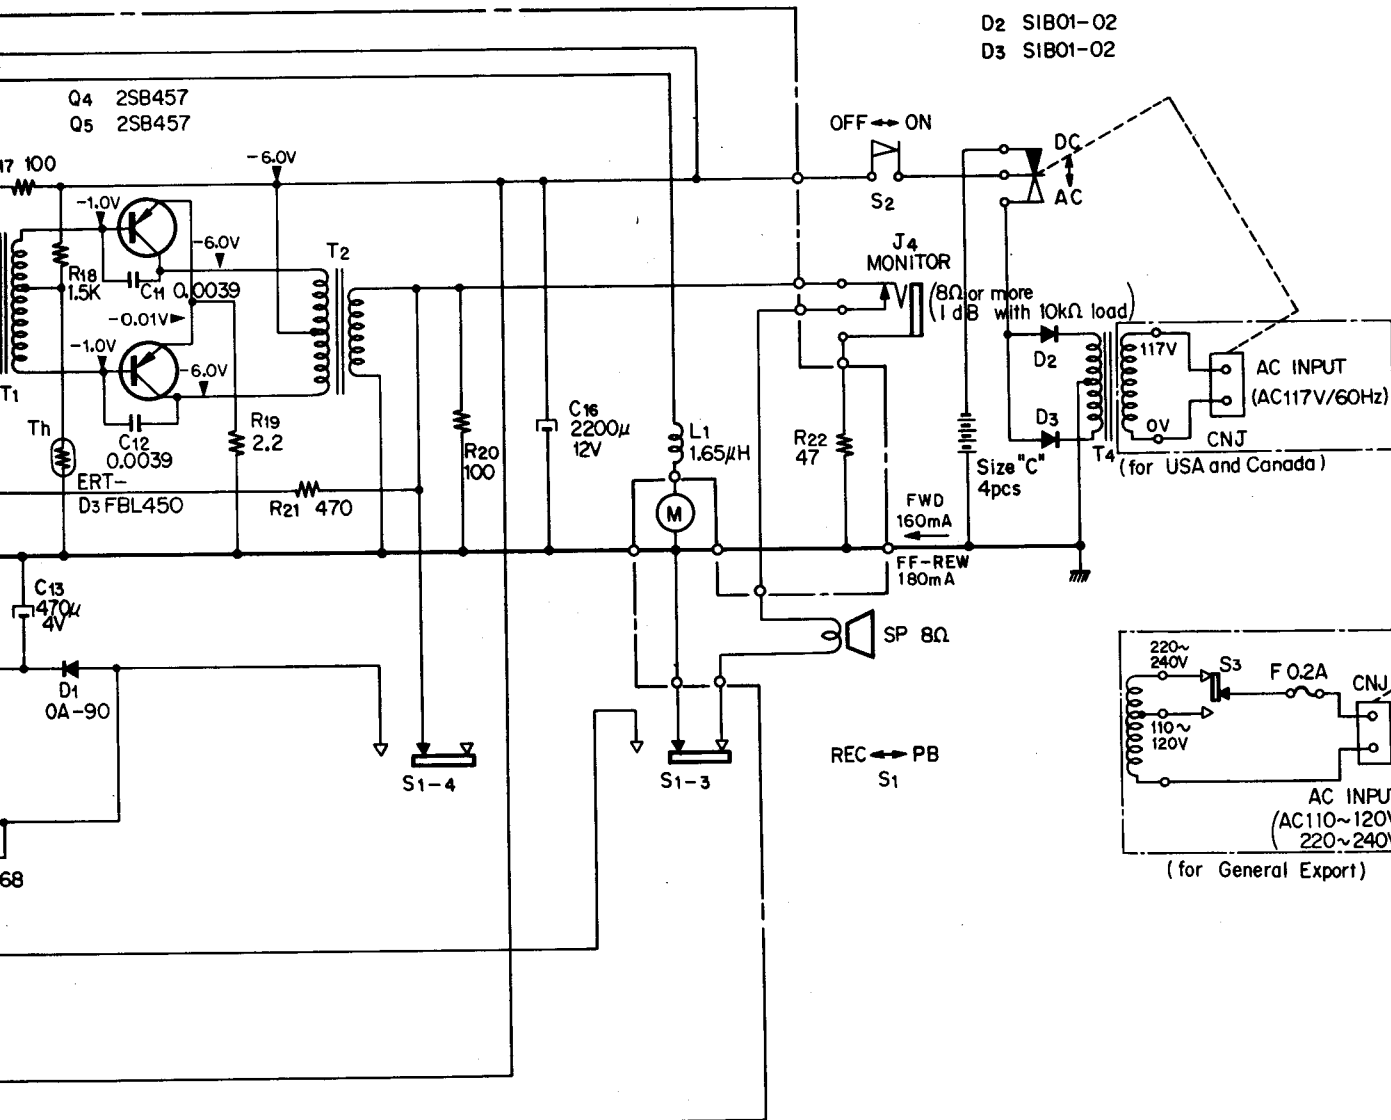 D2 SIB01-02
D3 SIB01-02
Q4 2SB457
Q5 2SB457
OFF ↔ ON
S2
DC
AC
17 100
-6.0V
-1.0V
-6.0V
R18
1.5K
C11 0.0039
-0.01V
-1.0V
-6.0V
T1
T2
Th
C12
0.0039
ERT-
D3 FBL450
R19
2.2
R21 470
R20
100
C16
2200μ
12V
L1
1.65μH
M
J4
MONITOR
(8Ω or more
1 dB with 10kΩ load)
R22
47
Size "C"
4pcs
FWD
160mA
FF-REW
180mA
D2
D3
T4
117V
0V
CNJ
AC INPUT
(AC117V/60Hz)
(for USA and Canada)
C13
470μ
4V
D1
OA-90
SP 8Ω
S1-4
S1-3
REC ↔ PB
S1
68
220~
240V
S3
F 0.2A
CNJ
110~
120V
AC INPUT
(AC110~120V
220~240V
(for General Export)